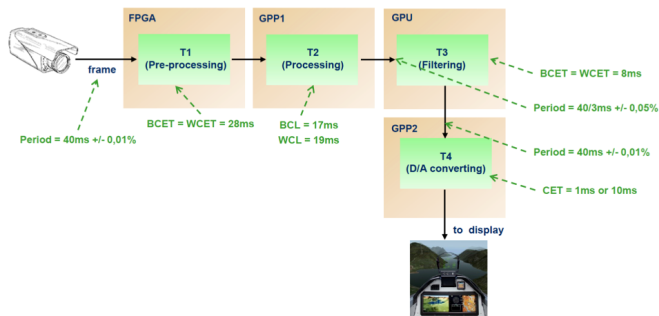 FPGA
T1
(Pre-processing)
GPP1
T2
(Processing)
GPU
T3
(Filtering)
frame
Period = 40ms +/- 0,01%
BCET = WCET = 28ms
BCL = 17ms
WCL = 19ms
BCET = WCET = 8ms
Period = 40/3ms +/- 0,05%
GPP2
T4
(D/A converting)
Period = 40ms +/- 0,01%
CET = 1ms or 10ms
to display